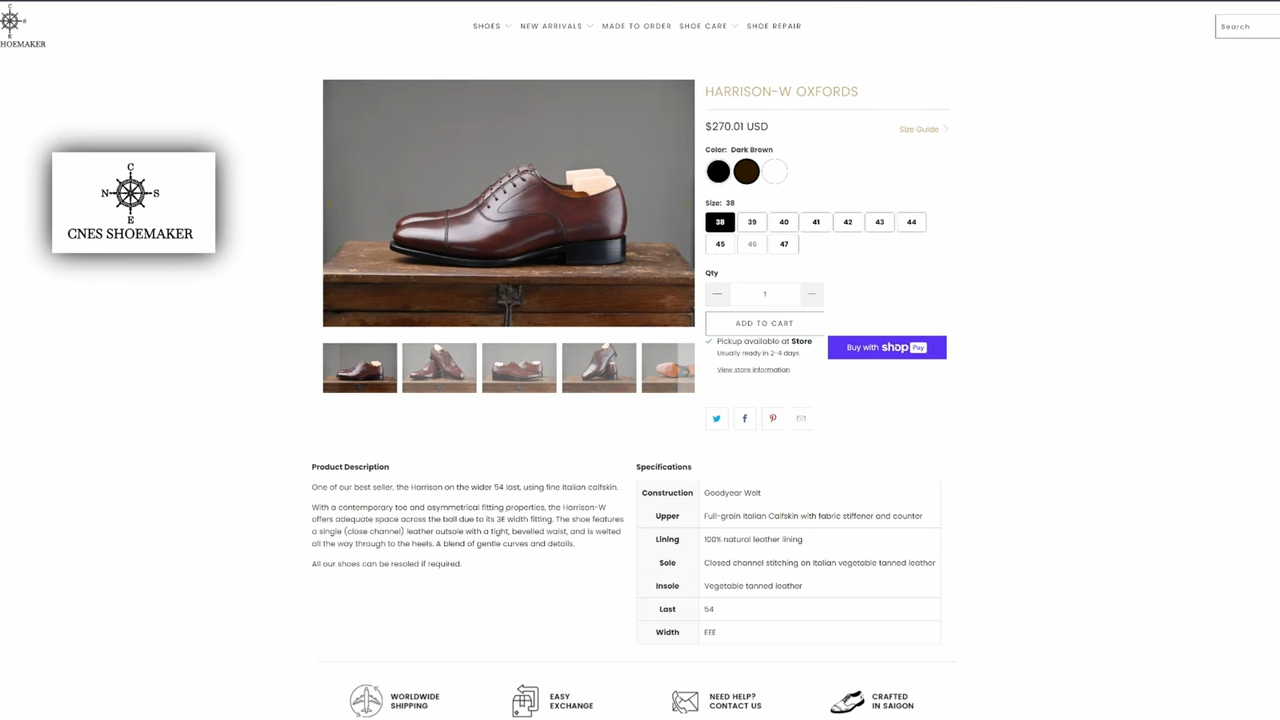 C
S
E
HOEMAKER
SHOES
NEW ARRIVALS
MADE TO ORDER
SHOE CARE
SHOE REPAIR
Search
C
N
S
E
CNES SHOEMAKER
HARRISON-W OXFORDS
$270.01 USD
Size Guide
Color: Dark Brown
Size: 38
38 39 40 41 42 43 44
45 46 47
Qty
1
ADD TO CART
Pickup available at Store
Usually ready in 2-4 days
View store information
Buy with shop Pay
Product Description
One of our best seller, the Harrison on the wider 54 last, using fine Italian calfskin.
With a contemporary toe and asymmetrical fitting properties, the Harrison-W
offers adequate space across the ball due to its 3E width fitting. The shoe features
a single (close channel) leather outsole with a tight, bevelled waist, and is welted
all the way through to the heels. A blend of gentle curves and details.
All our shoes can be resoled if required.
Specifications
Construction Goodyear Welt
Upper Full-grain Italian Calfskin with fabric stiffener and counter
Lining 100% natural leather lining
Sole Closed channel stitching on Italian vegetable tanned leather
Insole Vegetable tanned leather
Last 54
Width EEE
WORLDWIDE
SHIPPING
EASY
EXCHANGE
NEED HELP?
CONTACT US
CRAFTED
IN SAIGON